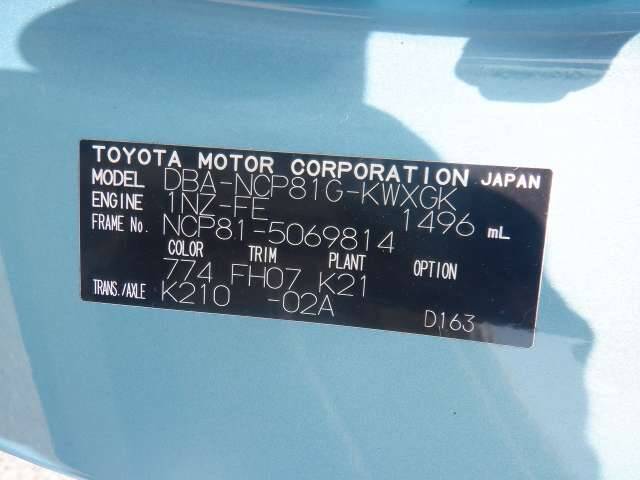 TOYOTA MOTOR CORPORATION JAPAN
MODEL DBA-NCP81G-KWXGK
ENGINE 1NZ-FE 1496 mL
FRAME No. NCP81-5069814
COLOR TRIM PLANT OPTION
774 FH07 K21
TRANS./AXLE K210 -02A
D163